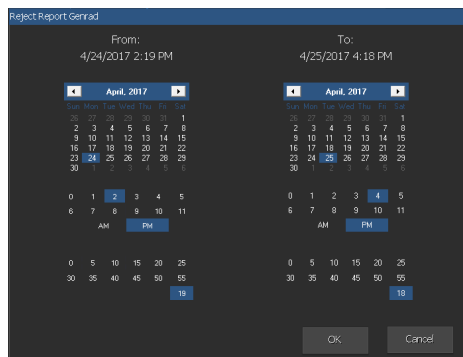 Reject Report Genrad
From:
4/24/2017 2:19 PM
April, 2017
Sun Mon Tue Wed Thu Fri Sat
26 27 28 29 30 31 1
2 3 4 5 6 7 8
9 10 11 12 13 14 15
16 17 18 19 20 21 22
23 24 25 26 27 28 29
30 1 2 3 4 5 6
0 1 2 3 4 5
6 7 8 9 10 11
AM PM
0 5 10 15 20 25
30 35 40 45 50 55
19
To:
4/25/2017 4:18 PM
April, 2017
Sun Mon Tue Wed Thu Fri Sat
26 27 28 29 30 31 1
2 3 4 5 6 7 8
9 10 11 12 13 14 15
16 17 18 19 20 21 22
23 24 25 26 27 28 29
30 1 2 3 4 5 6
0 1 2 3 4 5
6 7 8 9 10 11
AM PM
0 5 10 15 20 25
30 35 40 45 50 55
18
OK Cancel